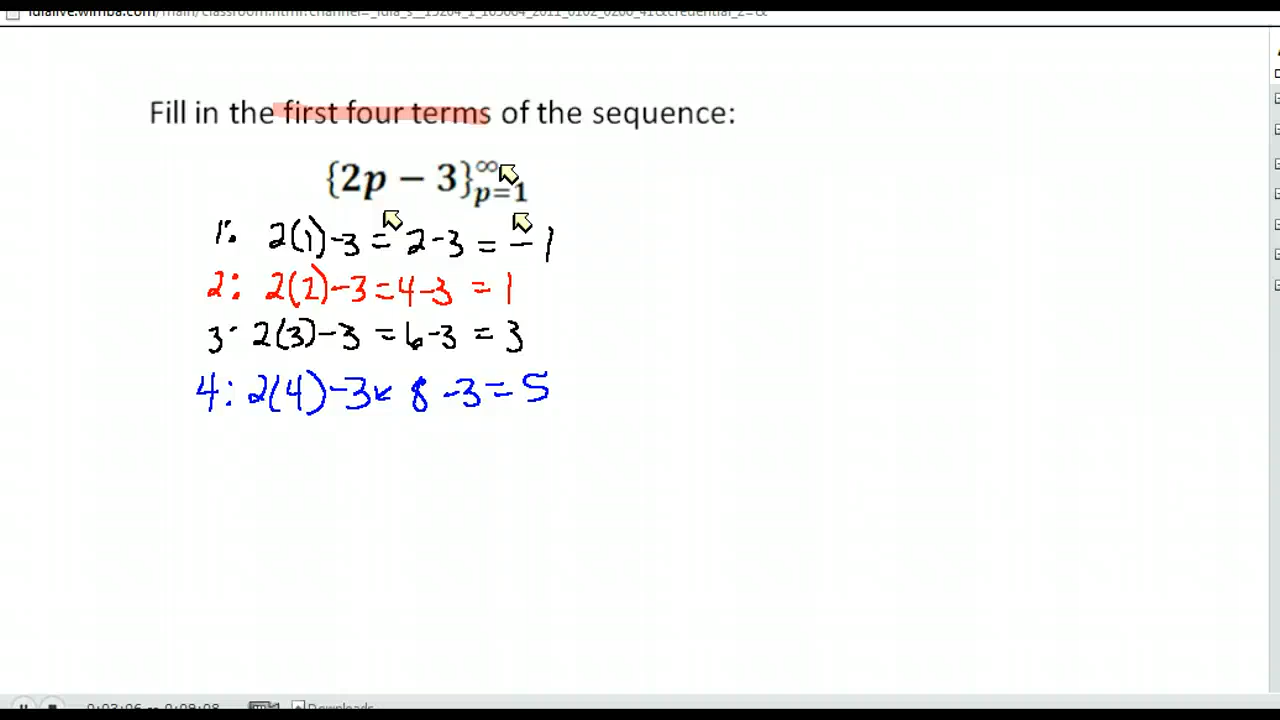 Fill in the first four terms of the sequence:
{2p − 3}∞p=1
1: 2(1)-3 = 2-3 = -1
2: 2(2)-3 = 4-3 = 1
3: 2(3)-3 = 6-3 = 3
4: 2(4)-3 = 8-3 = 5
Downloads